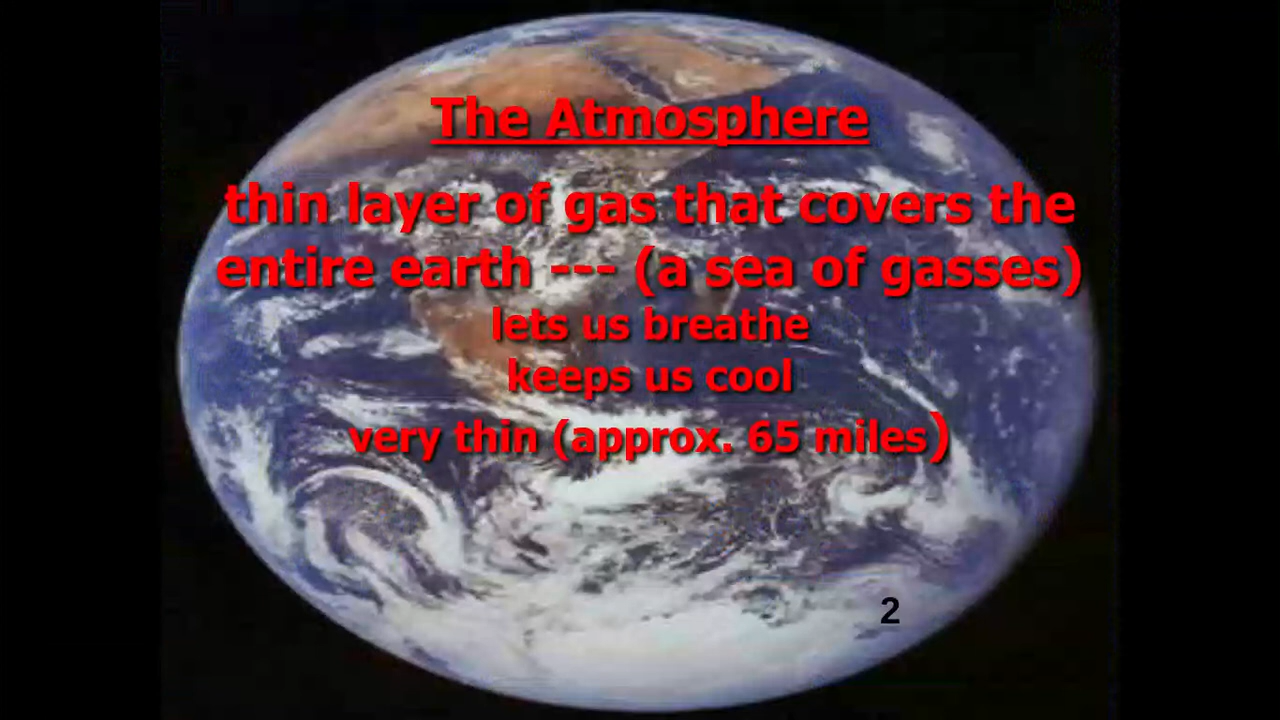 The Atmosphere
thin layer of gas that covers the
entire earth --- (a sea of gasses)
lets us breathe
keeps us cool
very thin (approx. 65 miles)
2